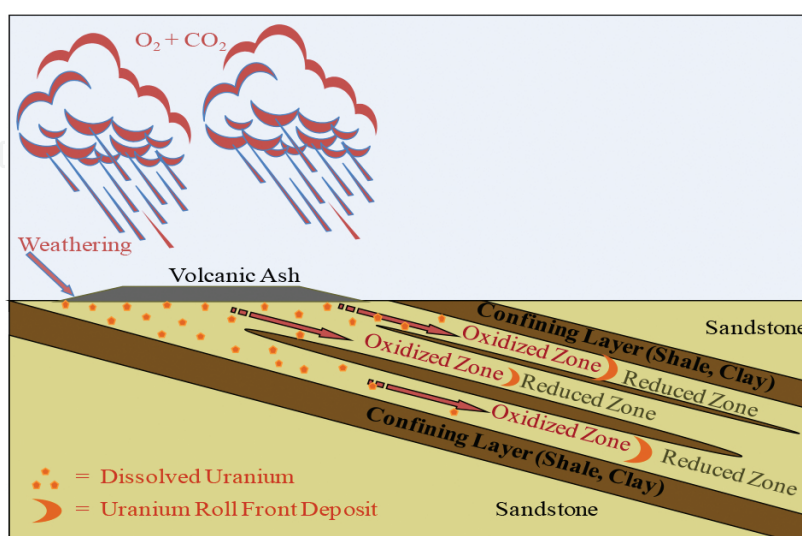 O2 + CO2
Weathering
Volcanic Ash
Confining Layer (Shale, Clay)
Sandstone
Oxidized Zone
Reduced Zone
Oxidized Zone
Reduced Zone
Oxidized Zone
Reduced Zone
Confining Layer (Shale, Clay)
= Dissolved Uranium
= Uranium Roll Front Deposit
Sandstone